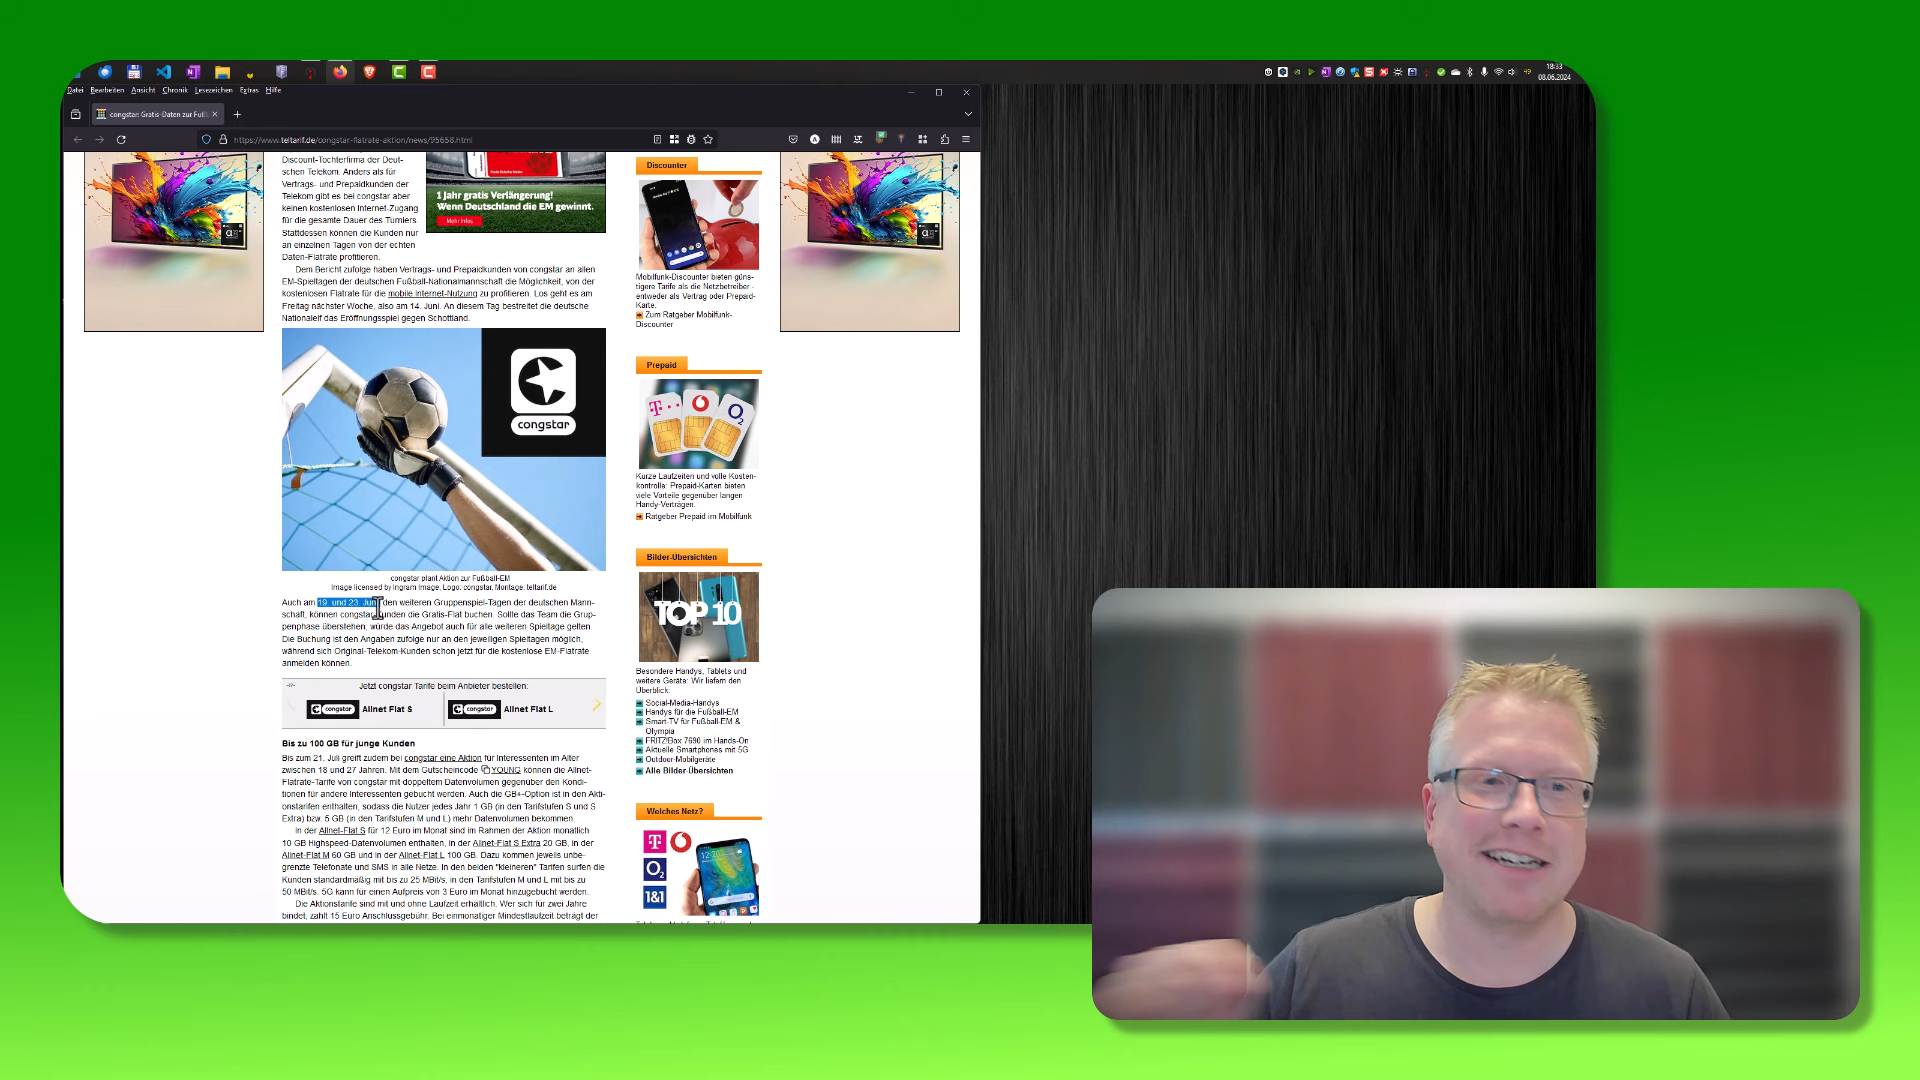 18:33
08.06.2024
Datei Bearbeiten Ansicht Chronik Lesezeichen Extras Hilfe
congstar: Gratis-Daten zur Fußb
https://www.teltarif.de/congstar-flatrate-aktion/news/95658.html
Discount-Tochterfirma der Deut-
schen Telekom. Anders als für
Vertrags- und Prepaidkunden der
Telekom gibt es bei congstar aber
keinen kostenlosen Internet-Zugang
für die gesamte Dauer des Turniers.
Stattdessen können die Kunden nur
an einzelnen Tagen von der echten
Daten-Flatrate profitieren.
1 Jahr gratis Verlängerung!
Wenn Deutschland die EM gewinnt.
Mehr Infos
Dem Bericht zufolge haben Vertrags- und Prepaidkunden von congstar an allen
EM-Spieltagen der deutschen Fußball-Nationalmannschaft die Möglichkeit, von der
kostenlosen Flatrate für die mobile Internet-Nutzung zu profitieren. Los geht es am
Freitag nächster Woche, also am 14. Juni. An diesem Tag bestreitet die deutsche
Nationalelf das Eröffnungsspiel gegen Schottland.
congstar
congstar plant Aktion zur Fußball-EM
Image licensed by Ingram Image, Logo: congstar, Montage: teltarif.de
Auch am 19. und 23. Juni, den weiteren Gruppenspiel-Tagen der deutschen Mann-
schaft, können congstar-Kunden die Gratis-Flat buchen. Sollte das Team die Grup-
penphase überstehen, würde das Angebot auch für alle weiteren Spieltage gelten.
Die Buchung ist den Angaben zufolge nur an den jeweiligen Spieltagen möglich,
während sich Original-Telekom-Kunden schon jetzt für die kostenlose EM-Flatrate
anmelden können.
Jetzt congstar Tarife beim Anbieter bestellen:
congstar Allnet Flat S
congstar Allnet Flat L
Bis zu 100 GB für junge Kunden
Bis zum 21. Juli greift zudem bei congstar eine Aktion für Interessenten im Alter
zwischen 18 und 27 Jahren. Mit dem Gutscheincode YOUNG können die Allnet-
Flatrate-Tarife von congstar mit doppeltem Datenvolumen gegenüber den Kondi-
tionen für andere Interessenten gebucht werden. Auch die GB+-Option ist in den Akti-
onstarifen enthalten, sodass die Nutzer jedes Jahr 1 GB (in den Tarifstufen S und S
Extra) bzw. 5 GB (in den Tarifstufen M und L) mehr Datenvolumen bekommen.
In der Allnet-Flat S für 12 Euro im Monat sind im Rahmen der Aktion monatlich
10 GB Highspeed-Datenvolumen enthalten, in der Allnet-Flat S Extra 20 GB, in der
Allnet-Flat M 60 GB und in der Allnet-Flat L 100 GB. Dazu kommen jeweils unbe-
grenzte Telefonate und SMS in alle Netze. In den beiden "kleineren" Tarifen surfen die
Kunden standardmäßig mit bis zu 25 MBit/s, in den Tarifstufen M und L mit bis zu
50 MBit/s. 5G kann für einen Aufpreis von 3 Euro im Monat hinzugebucht werden.
Die Aktionstarife sind mit und ohne Laufzeit erhältlich. Wer sich für zwei Jahre
bindet, zahlt 15 Euro Anschlussgebühr. Bei einmonatiger Mindestlaufzeit beträgt der
Discounter
Mobilfunk-Discounter bieten güns-
tigere Tarife als die Netzbetreiber -
entweder als Vertrag oder Prepaid-
Karte.
Zum Ratgeber Mobilfunk-
Discounter
Prepaid
T
O2
Kurze Laufzeiten und volle Kosten-
kontrolle: Prepaid-Karten bieten
viele Vorteile gegenüber langen
Handy-Verträgen.
Ratgeber Prepaid im Mobilfunk
Bilder-Übersichten
TOP 10
Besondere Handys, Tablets und
weitere Geräte: Wir liefern den
Überblick:
Social-Media-Handys
Handys für die Fußball-EM
Smart-TV für Fußball-EM &
Olympia
FRITZ!Box 7690 im Hands-On
Aktuelle Smartphones mit 5G
Outdoor-Mobilgeräte
Alle Bilder-Übersichten
Welches Netz?
T
O2
1&1
12:20